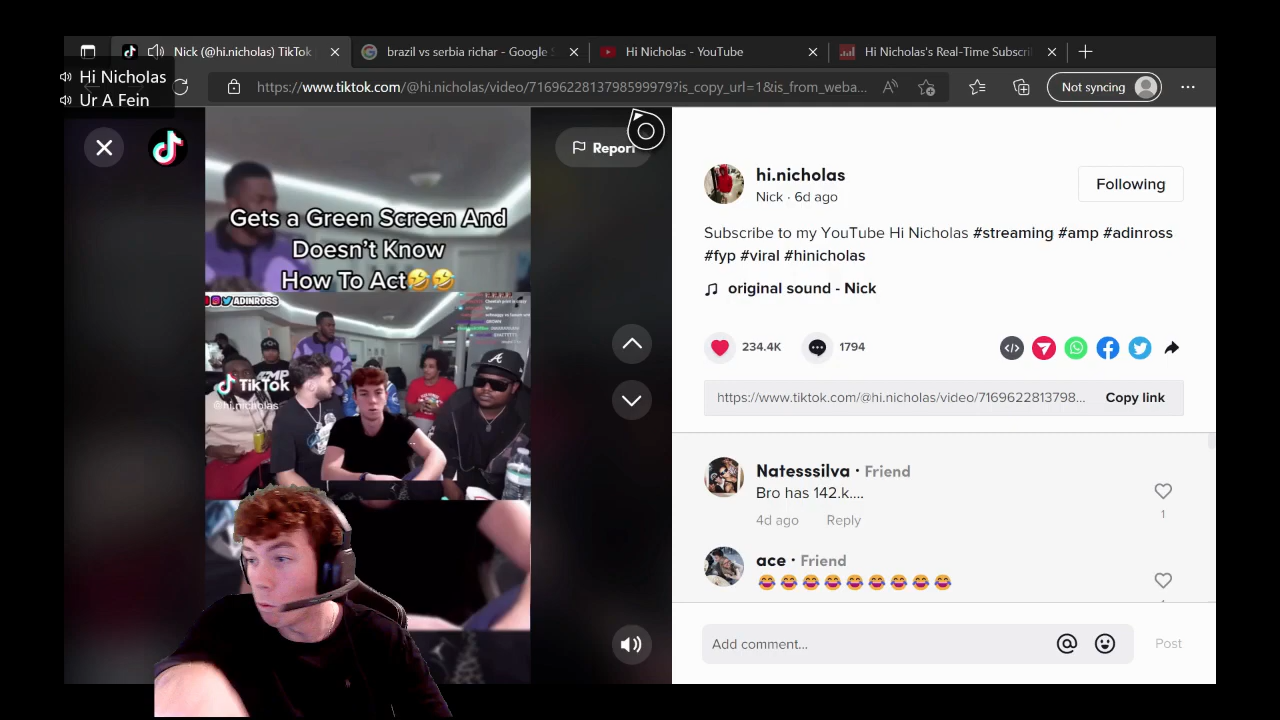 Nick (@hi.nicholas) TikTok
brazil vs serbia richar - Google
Hi Nicholas - YouTube
Hi Nicholas's Real-Time Subscri
Hi Nicholas
Ur A Fein
https://www.tiktok.com/@hi.nicholas/video/7169622813798599979?is_copy_url=1&is_from_weba...
Not syncing
Report
Gets a Green Screen And
Doesn't Know
How To Act🤣🤣
ADINROSS
TikTok
@hi.nicholas
hi.nicholas
Nick · 6d ago
Following
Subscribe to my YouTube Hi Nicholas #streaming #amp #adinross
#fyp #viral #hinicholas
original sound - Nick
234.4K
1794
https://www.tiktok.com/@hi.nicholas/video/7169622813798...
Copy link
Natesssilva · Friend
Bro has 142.k....
1
4d ago Reply
ace · Friend
😂😂😂😂😂😂😂😂😂
Add comment...
Post